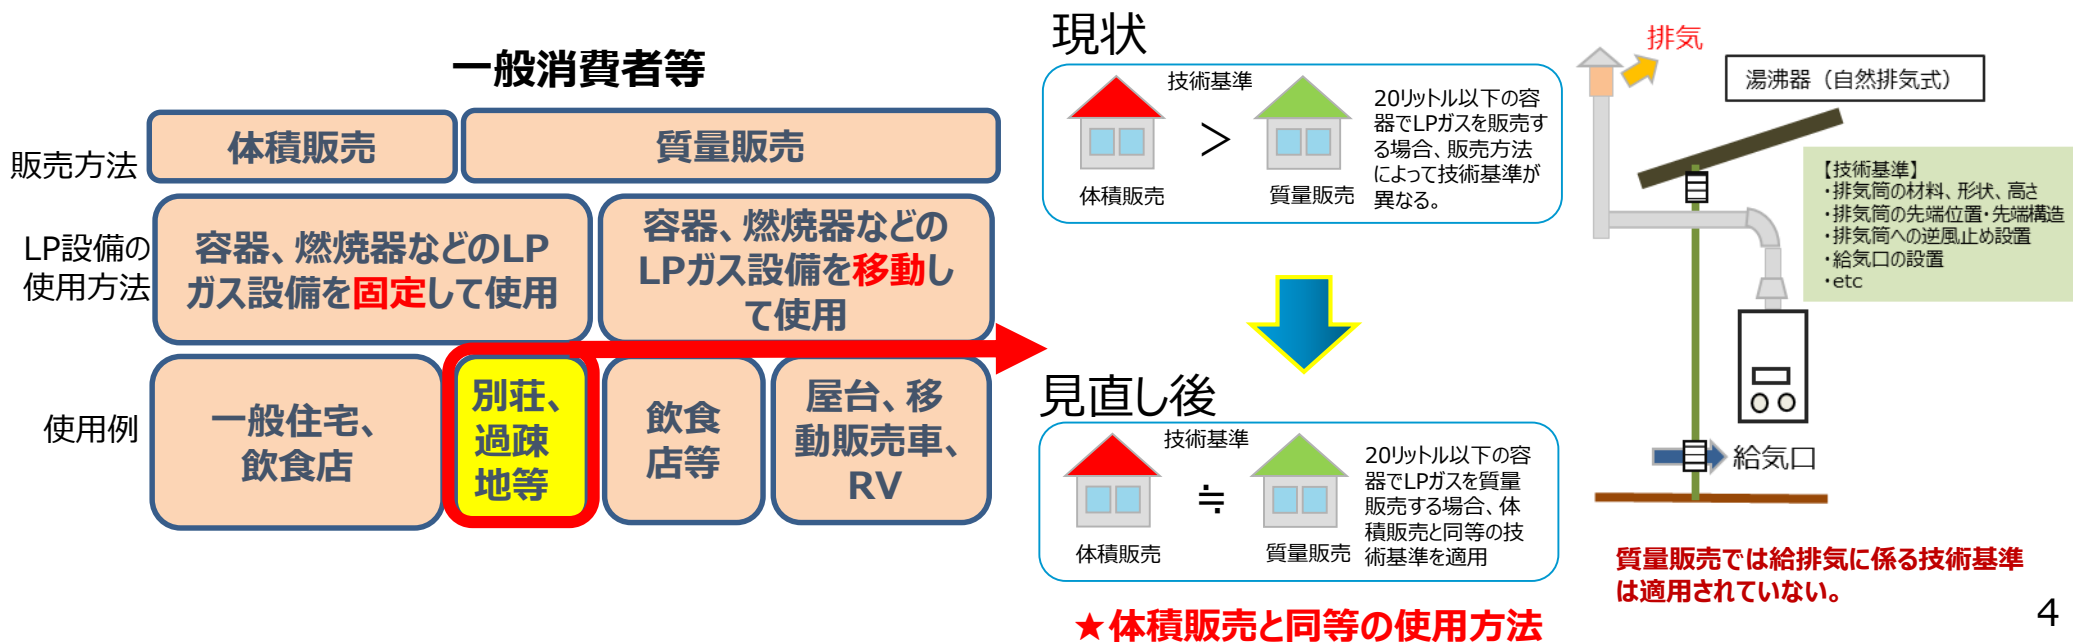 一般消費者等
販売方法
体積販売
質量販売
LP設備の
使用方法
容器、燃焼器などのLP
ガス設備を固定して使用
容器、燃焼器などの
LPガス設備を移動し
て使用
使用例
一般住宅、
飲食店
別荘、
過疎
地等
飲食
店等
屋台、移
動販売車、
RV
現状
技術基準
＞
体積販売
質量販売
20リットル以下の容
器でLPガスを販売す
る場合、販売方法
によって技術基準が
異なる。
見直し後
技術基準
≒
体積販売
質量販売
20リットル以下の容
器でLPガスを質量
販売する場合、体
積販売と同等の技
術基準を適用
★体積販売と同等の使用方法
排気
湯沸器（自然排気式）
【技術基準】
・排気筒の材料、形状、高さ
・排気筒の先端位置・先端構造
・排気筒への逆風止め設置
・給気口の設置
・etc
給気口
質量販売では給排気に係る技術基準
は適用されていない。
4